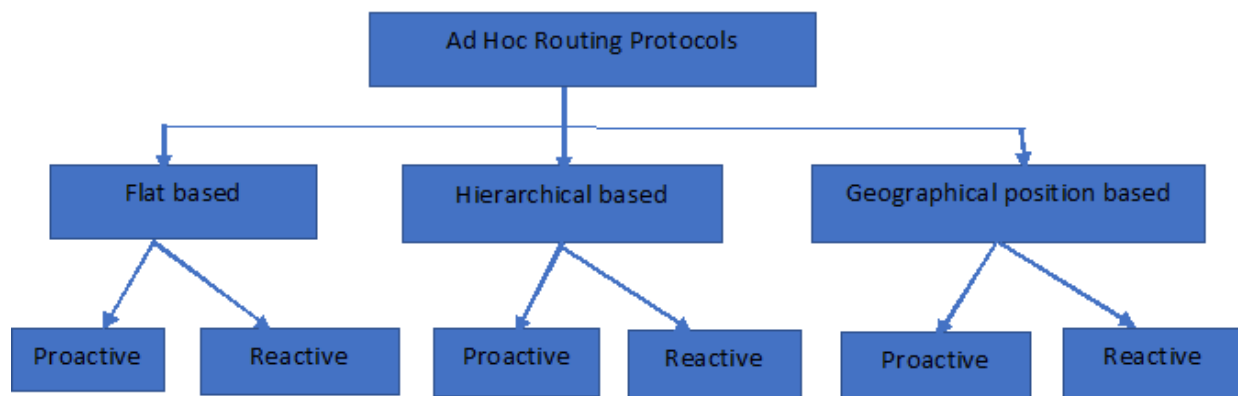 Ad Hoc Routing Protocols
Flat based
Hierarchical based
Geographical position based
Proactive
Reactive
Proactive
Reactive
Proactive
Reactive